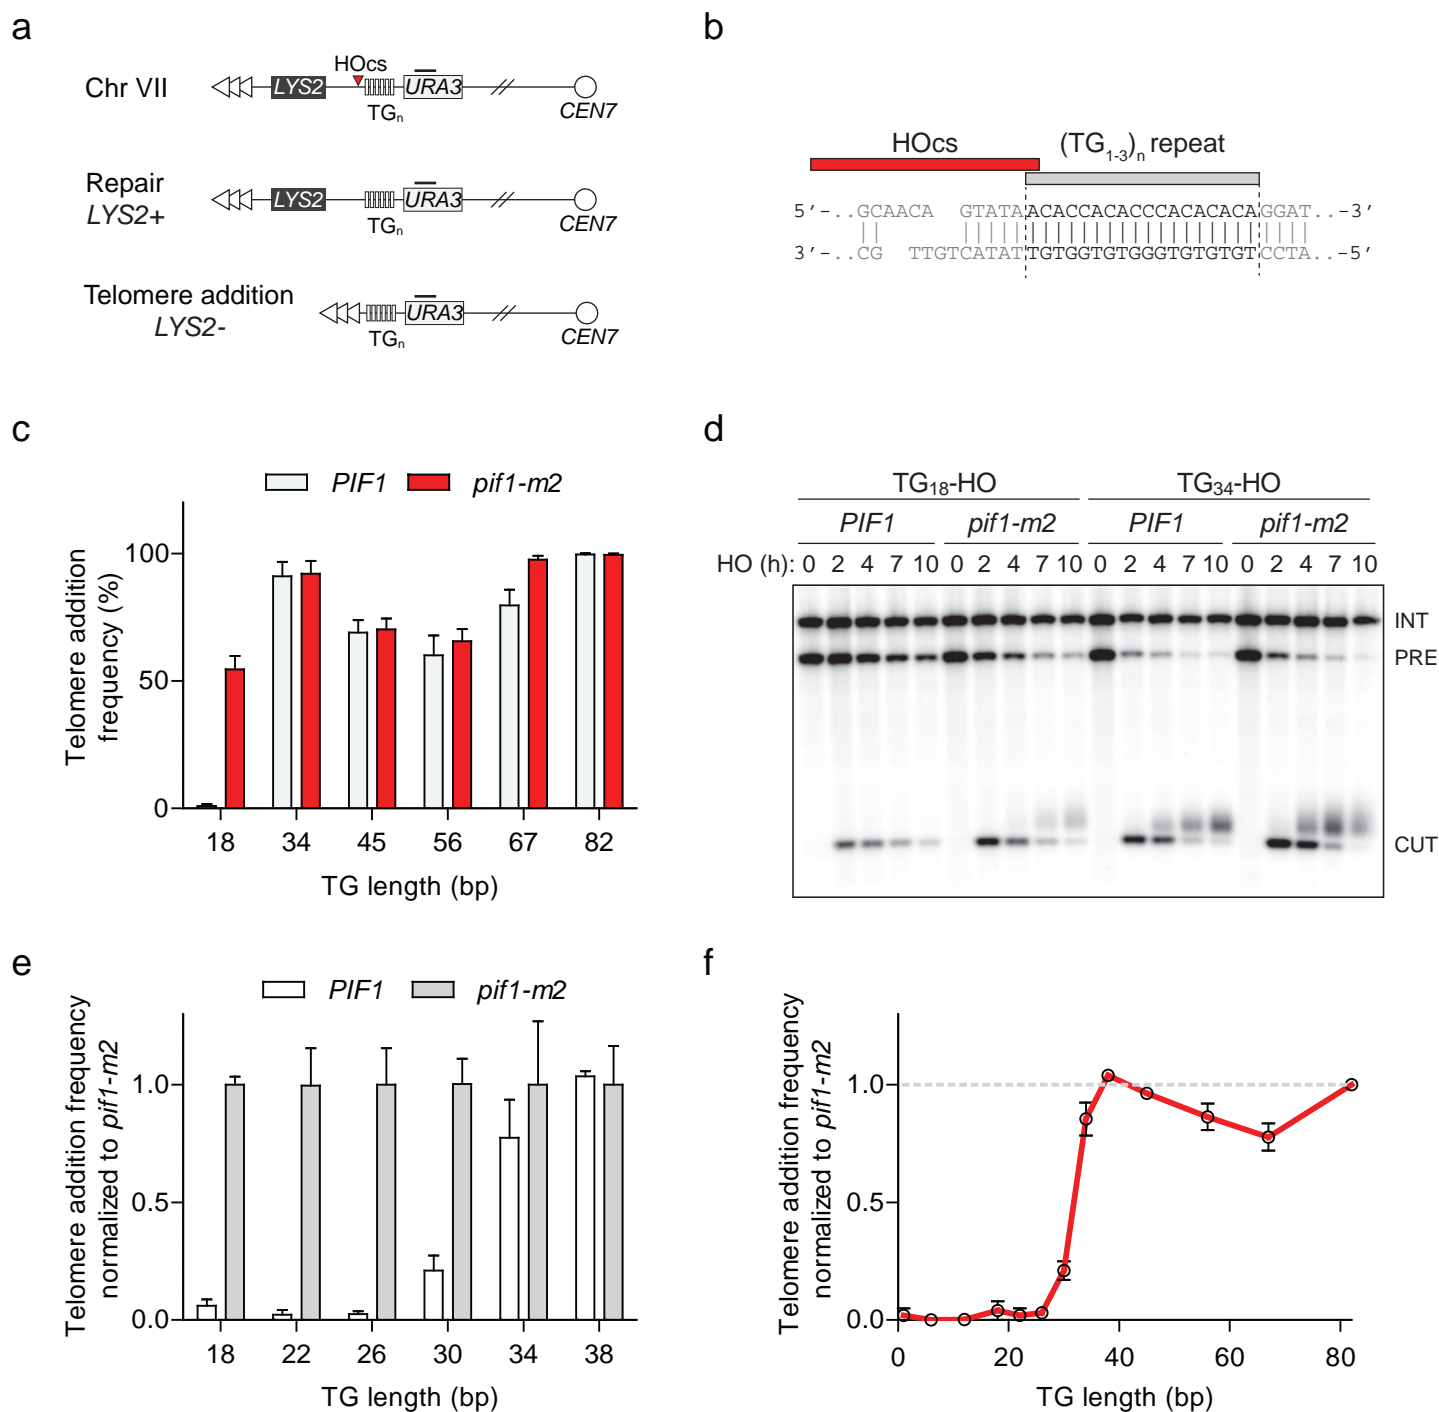 a
HOcs
Chr VII
LYS2
URA3
TGn
CEN7
Repair
LYS2+
LYS2
URA3
TGn
CEN7
Telomere addition
LYS2-
URA3
TGn
CEN7
b
HOcs
(TG1-3)n repeat
5’-..GCAACA GTATAACACCACACCCACACACAGGAT..-3’
3’-..CG TTGTCATATTGTGGTGTGGGTGTGTGTCCTA..-5’
c
PIF1
pif1-m2
Telomere addition
frequency (%)
100
50
0
18 34 45 56 67 82
TG length (bp)
d
TG18-HO TG34-HO
PIF1 pif1-m2 PIF1 pif1-m2
HO (h): 0 2 4 7 10 0 2 4 7 10 0 2 4 7 10 0 2 4 7 10
INT
PRE
CUT
e
PIF1
pif1-m2
Telomere addition frequency
normalized to pif1-m2
1.0
0.5
0.0
18 22 26 30 34 38
TG length (bp)
f
Telomere addition frequency
normalized to pif1-m2
1.0
0.5
0.0
0 20 40 60 80
TG length (bp)